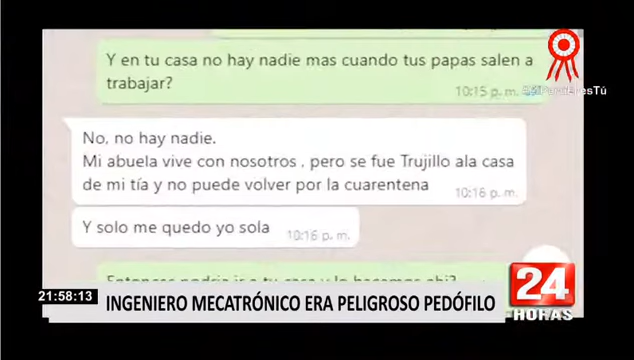 Y en tu casa no hay nadie mas cuando tus papas salen a
trabajar?
10:15 p. m.
No, no hay nadie.
Mi abuela vive con nosotros , pero se fue Trujillo ala casa
de mi tía y no puede volver por la cuarentena
10:16 p. m.
Y solo me quedo yo sola
10:16 p. m.
21:58:13
INGENIERO MECATRÓNICO ERA PELIGROSO PEDÓFILO
24
HORAS